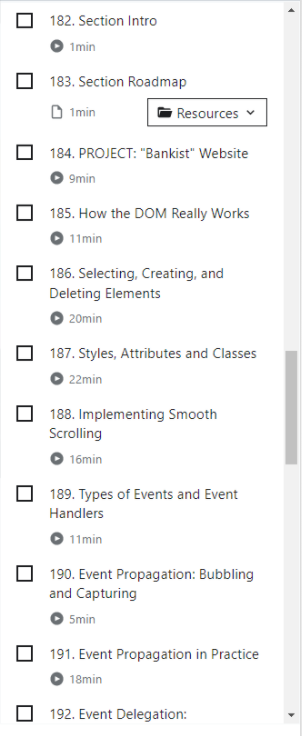 182. Section Intro
1min
183. Section Roadmap
1min
Resources
184. PROJECT: "Bankist" Website
9min
185. How the DOM Really Works
11min
186. Selecting, Creating, and
Deleting Elements
20min
187. Styles, Attributes and Classes
22min
188. Implementing Smooth
Scrolling
16min
189. Types of Events and Event
Handlers
11min
190. Event Propagation: Bubbling
and Capturing
5min
191. Event Propagation in Practice
18min
192. Event Delegation: